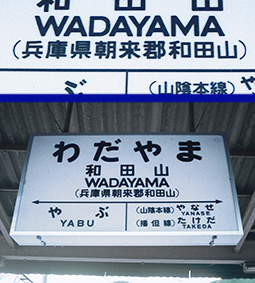 和田山
WADAYAMA
(兵庫県朝来郡和田山)
ぶ
(山陰本線) や
わだやま
和田山
WADAYAMA
(兵庫県朝来郡和田山)
やぶ
YABU
(山陰本線) やなせ
YANASE
(播但線) たけだ
TAKEDA